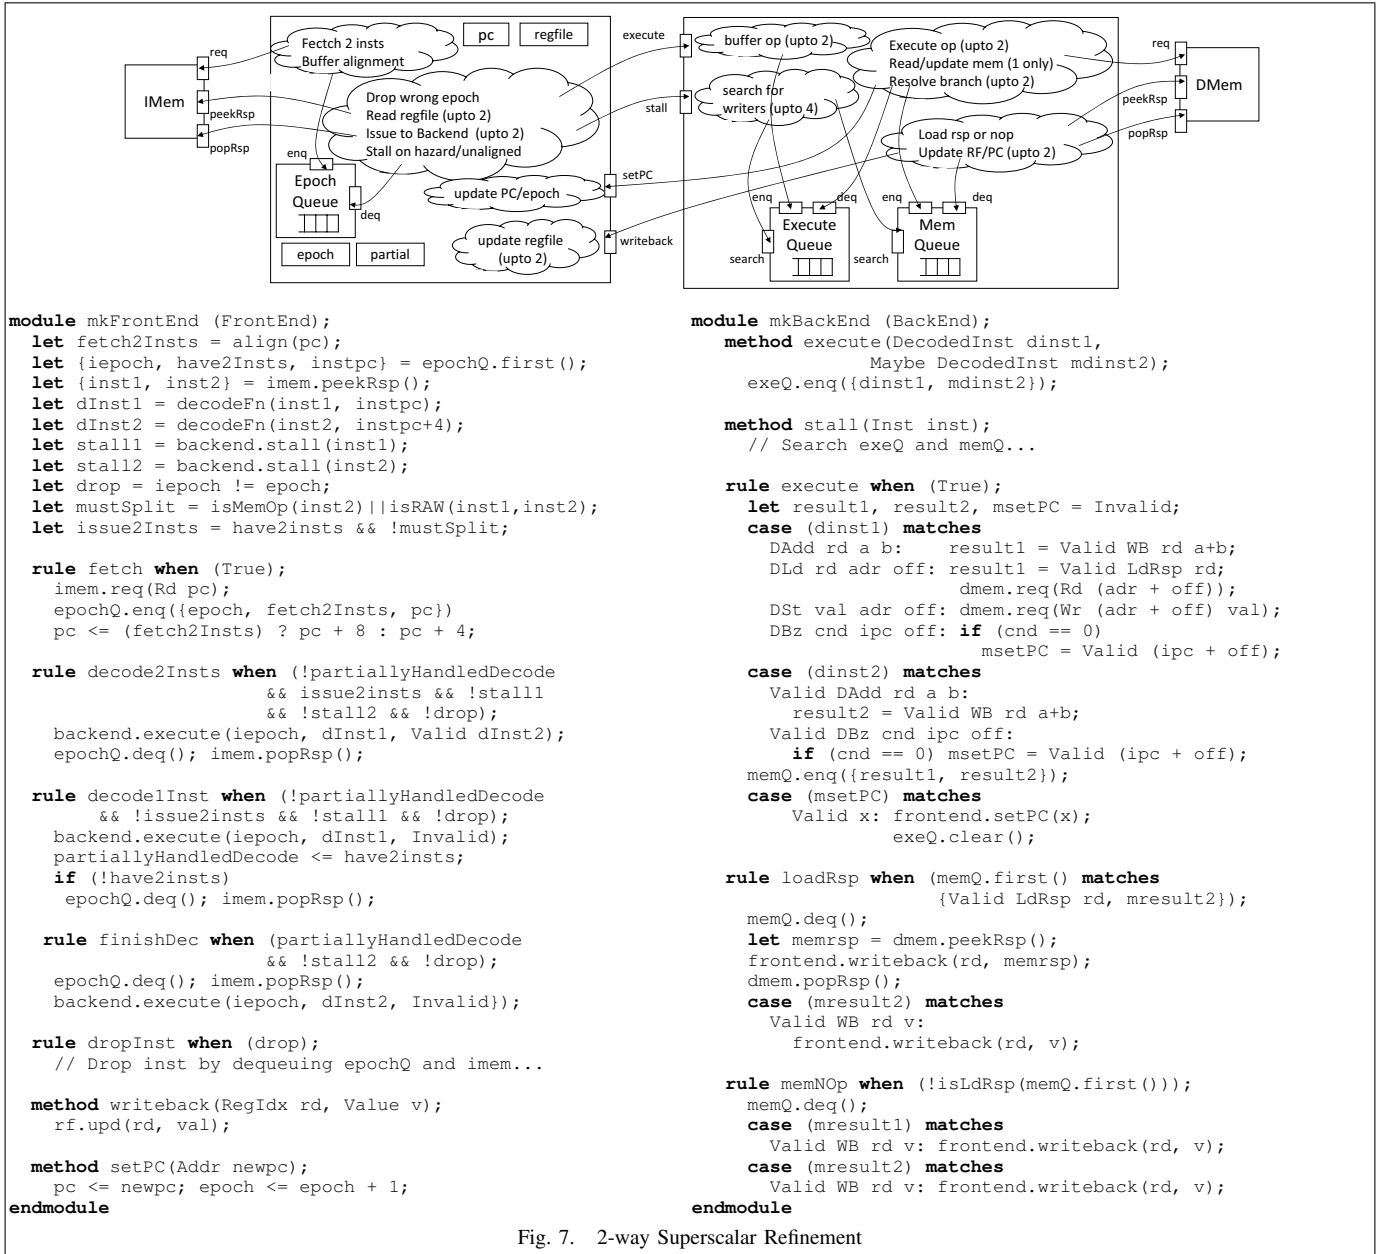 req
Fectch 2 insts
Buffer alignment
pc
regfile
execute
buffer op (upto 2)
Execute op (upto 2)
Read/update mem (1 only)
Resolve branch (upto 2)
req
IMem
peekRsp
popRsp
Drop wrong epoch
Read regfile (upto 2)
Issue to Backend (upto 2)
Stall on hazard/unaligned
stall
search for
writers (upto 4)
DMem
peekRsp
popRsp
Load rsp or nop
Update RF/PC (upto 2)
enq
Epoch
Queue
deq
update PC/epoch
setPC
enq
deq
enq
deq
Execute
Queue
Mem
Queue
search
search
update regfile
(upto 2)
writeback
epoch
partial
module mkFrontEnd (FrontEnd);
let fetch2Insts = align(pc);
let {iepoch, have2Insts, instpc} = epochQ.first();
let {inst1, inst2} = imem.peekRsp();
let dInst1 = decodeFn(inst1, instpc);
let dInst2 = decodeFn(inst2, instpc+4);
let stall1 = backend.stall(inst1);
let stall2 = backend.stall(inst2);
let drop = iepoch != epoch;
let mustSplit = isMemOp(inst2)||isRAW(inst1,inst2);
let issue2Insts = have2insts && !mustSplit;
rule fetch when (True);
imem.req(Rd pc);
epochQ.enq({epoch, fetch2Insts, pc})
pc <= (fetch2Insts) ? pc + 8 : pc + 4;
rule decode2Insts when (!partiallyHandledDecode
&& issue2insts && !stall1
&& !stall2 && !drop);
backend.execute(iepoch, dInst1, Valid dInst2);
epochQ.deq(); imem.popRsp();
rule decode1Inst when (!partiallyHandledDecode
&& !issue2insts && !stall1 && !drop);
backend.execute(iepoch, dInst1, Invalid);
partiallyHandledDecode <= have2insts;
if (!have2insts)
epochQ.deq(); imem.popRsp();
rule finishDec when (partiallyHandledDecode
&& !stall2 && !drop);
epochQ.deq(); imem.popRsp();
backend.execute(iepoch, dInst2, Invalid});
rule dropInst when (drop);
// Drop inst by dequeuing epochQ and imem...
method writeback(RegIdx rd, Value v);
rf.upd(rd, val);
method setPC(Addr newpc);
pc <= newpc; epoch <= epoch + 1;
endmodule
module mkBackEnd (BackEnd);
method execute(DecodedInst dinst1,
Maybe DecodedInst mdinst2);
exeQ.enq({dinst1, mdinst2});
method stall(Inst inst);
// Search exeQ and memQ...
rule execute when (True);
let result1, result2, msetPC = Invalid;
case (dinst1) matches
DAdd rd a b: result1 = Valid WB rd a+b;
DLd rd adr off: result1 = Valid LdRsp rd;
dmem.req(Rd (adr + off));
DSt val adr off: dmem.req(Wr (adr + off) val);
DBz cnd ipc off: if (cnd == 0)
msetPC = Valid (ipc + off);
case (dinst2) matches
Valid DAdd rd a b:
result2 = Valid WB rd a+b;
Valid DBz cnd ipc off:
if (cnd == 0) msetPC = Valid (ipc + off);
memQ.enq({result1, result2});
case (msetPC) matches
Valid x: frontend.setPC(x);
exeQ.clear();
rule loadRsp when (memQ.first() matches
{Valid LdRsp rd, mresult2});
memQ.deq();
let memrsp = dmem.peekRsp();
frontend.writeback(rd, memrsp);
dmem.popRsp();
case (mresult2) matches
Valid WB rd v:
frontend.writeback(rd, v);
rule memNOp when (!isLdRsp(memQ.first()));
memQ.deq();
case (mresult1) matches
Valid WB rd v: frontend.writeback(rd, v);
case (mresult2) matches
Valid WB rd v: frontend.writeback(rd, v);
endmodule
Fig. 7. 2-way Superscalar Refinement